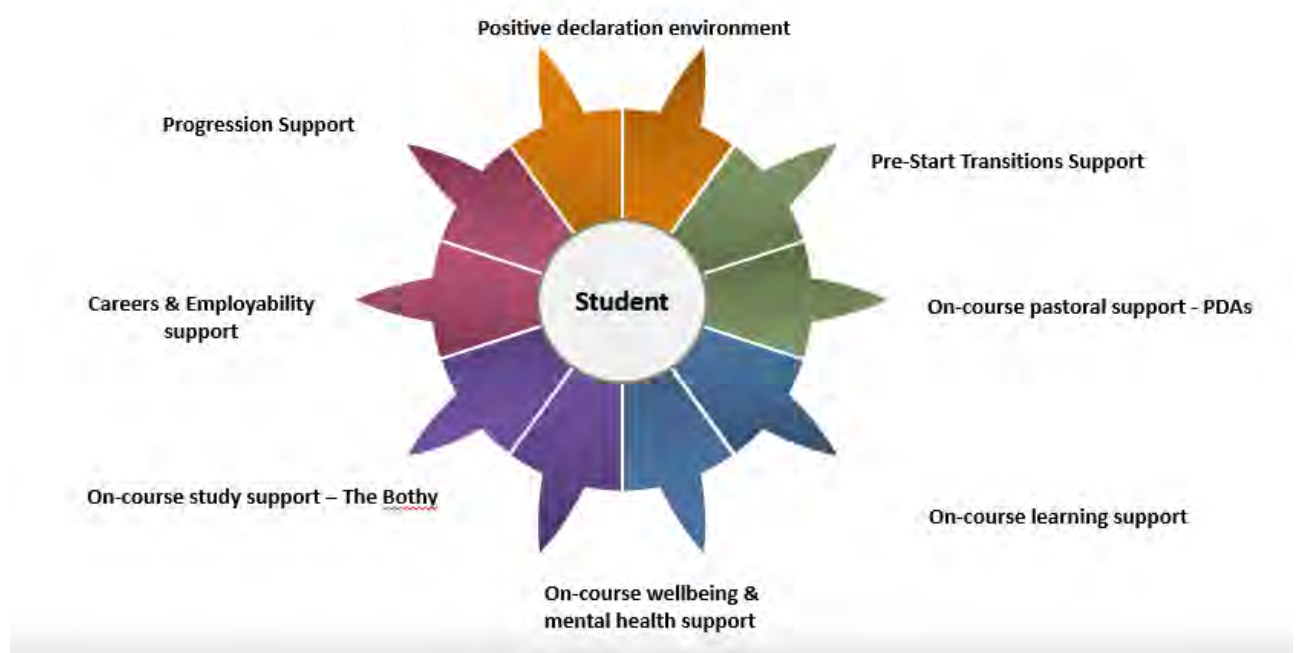 Positive declaration environment
Progression Support
Pre-Start Transitions Support
Student
Careers & Employability
support
On-course pastoral support - PDAs
On-course study support – The Bothy
On-course learning support
On-course wellbeing &
mental health support